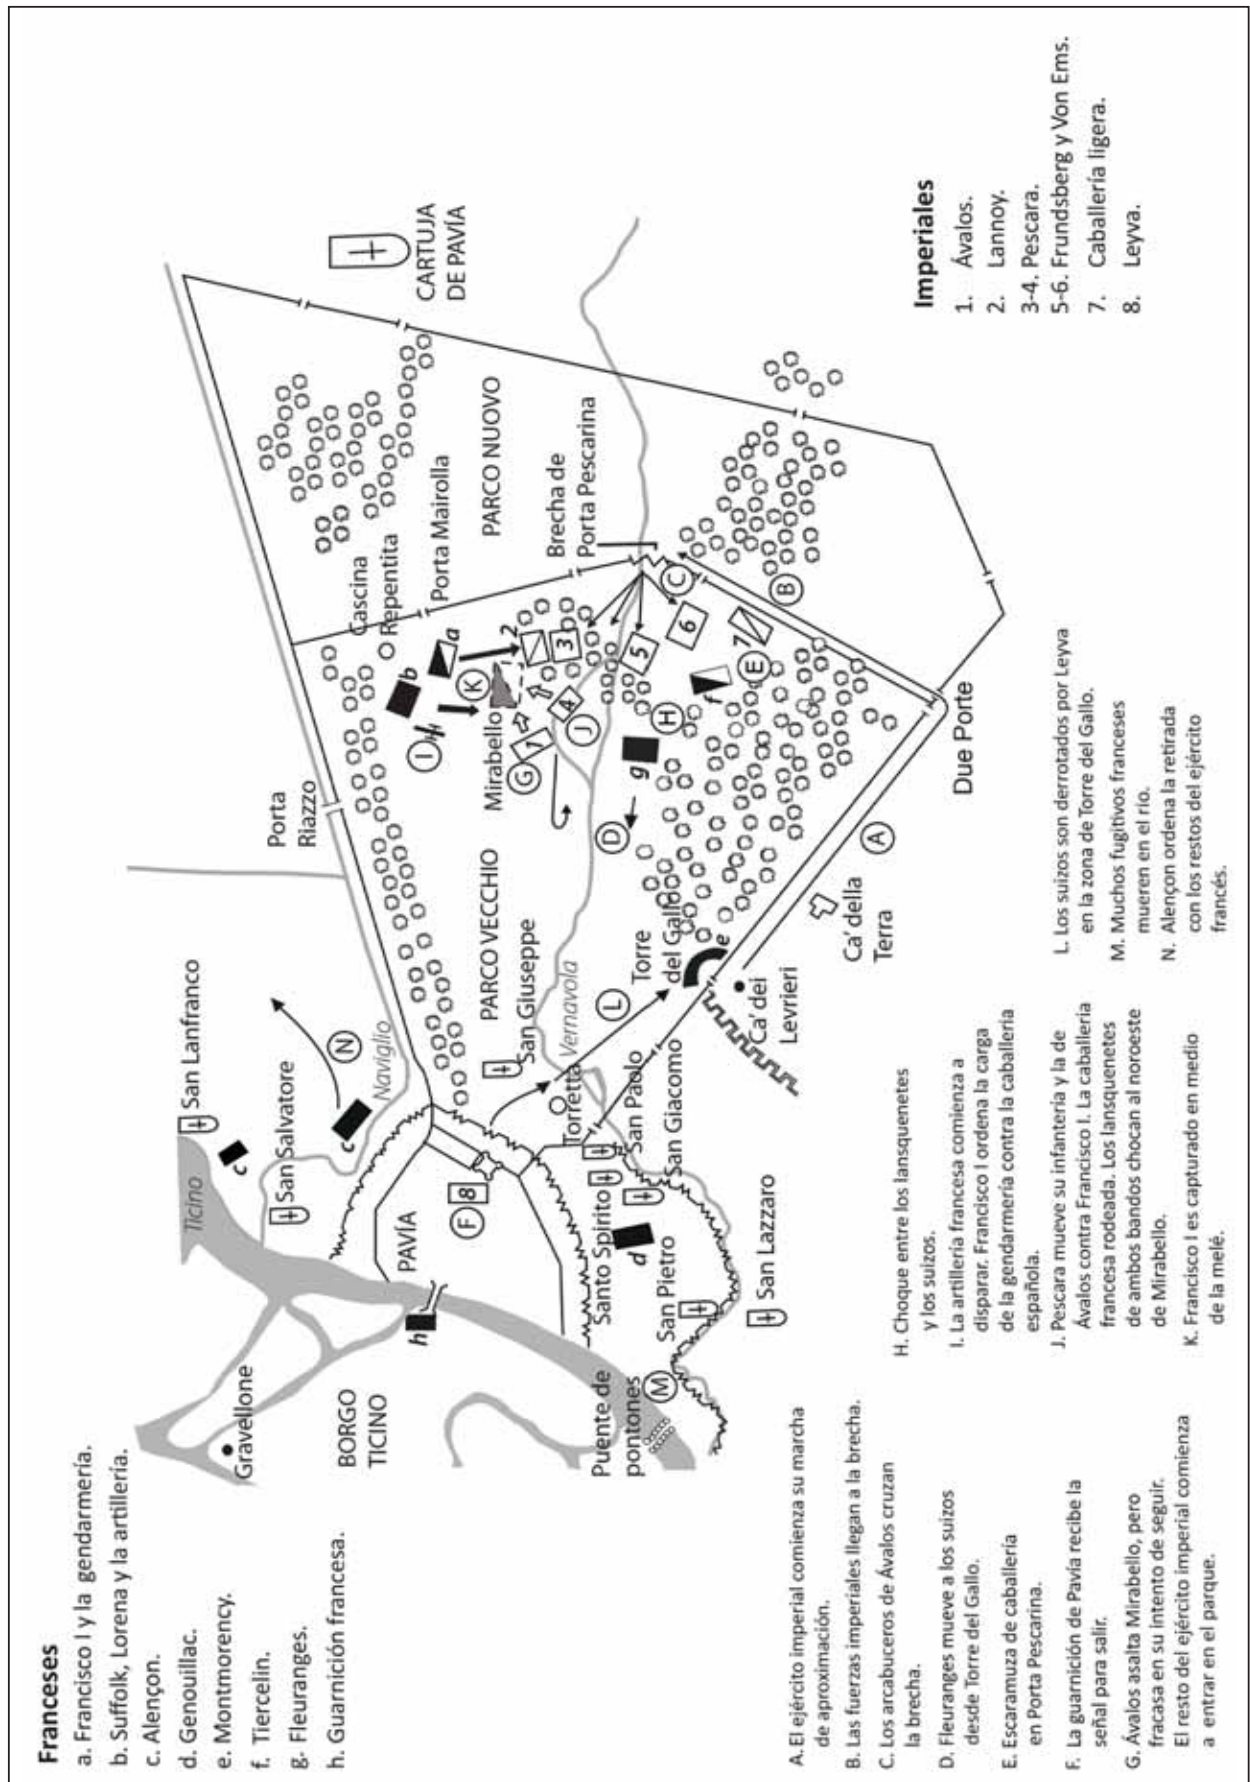 Franceses
a. Francisco I y la gendarmería.
b. Suffolk, Lorena y la artillería.
c. Alençon.
d. Genouillac.
e. Montmorency.
f. Tiercelin.
g. Fleuranges.
h. Guarnición francesa.
Gravellone
BORGO
TICINO
Ticino
San Lanfranco
c
San Salvatore
c
N
Naviglio
PAVÍA
h
F
8
Porta
Riazzo
PARCO VECCHIO
San Giuseppe
Torretta
Vernavola
L
Santo Spirito
San Paolo
San Giacomo
d
San Pietro
San Lazzaro
Puente de
pontones
M
Torre
del Gallo
e
Ca' dei
Levrieri
Ca' della
Terra
A
Due Porte
CARTUJA
DE PAVÍA
PARCO NUOVO
Cascina
Repentita
Porta Mairolla
Brecha de
Porta Pescarina
b
a
I
K
2
3
Mirabello
G
1
4
J
5
6
C
B
7
E
f
H
g
D
Imperiales
1. Ávalos.
2. Lannoy.
3-4. Pescara.
5-6. Frundsberg y Von Ems.
7. Caballería ligera.
8. Leyva.
A. El ejército imperial comienza su marcha
de aproximación.
B. Las fuerzas imperiales llegan a la brecha.
C. Los arcabuceros de Ávalos cruzan
la brecha.
D. Fleuranges mueve a los suizos
desde Torre del Gallo.
E. Escaramuza de caballería
en Porta Pescarina.
F. La guarnición de Pavía recibe la
señal para salir.
G. Ávalos asalta Mirabello, pero
fracasa en su intento de seguir.
El resto del ejército imperial comienza
a entrar en el parque.
H. Choque entre los lansquenetes
y los suizos.
I. La artillería francesa comienza a
disparar. Francisco I ordena la carga
de la gendarmería contra la caballería
española.
J. Pescara mueve su infantería y la de
Ávalos contra Francisco I. La caballería
francesa rodeada. Los lansquenetes
de ambos bandos chocan al noroeste
de Mirabello.
K. Francisco I es capturado en medio
de la melé.
L. Los suizos son derrotados por Leyva
en la zona de Torre del Gallo.
M. Muchos fugitivos franceses
mueren en el río.
N. Alençon ordena la retirada
con los restos del ejército
francés.